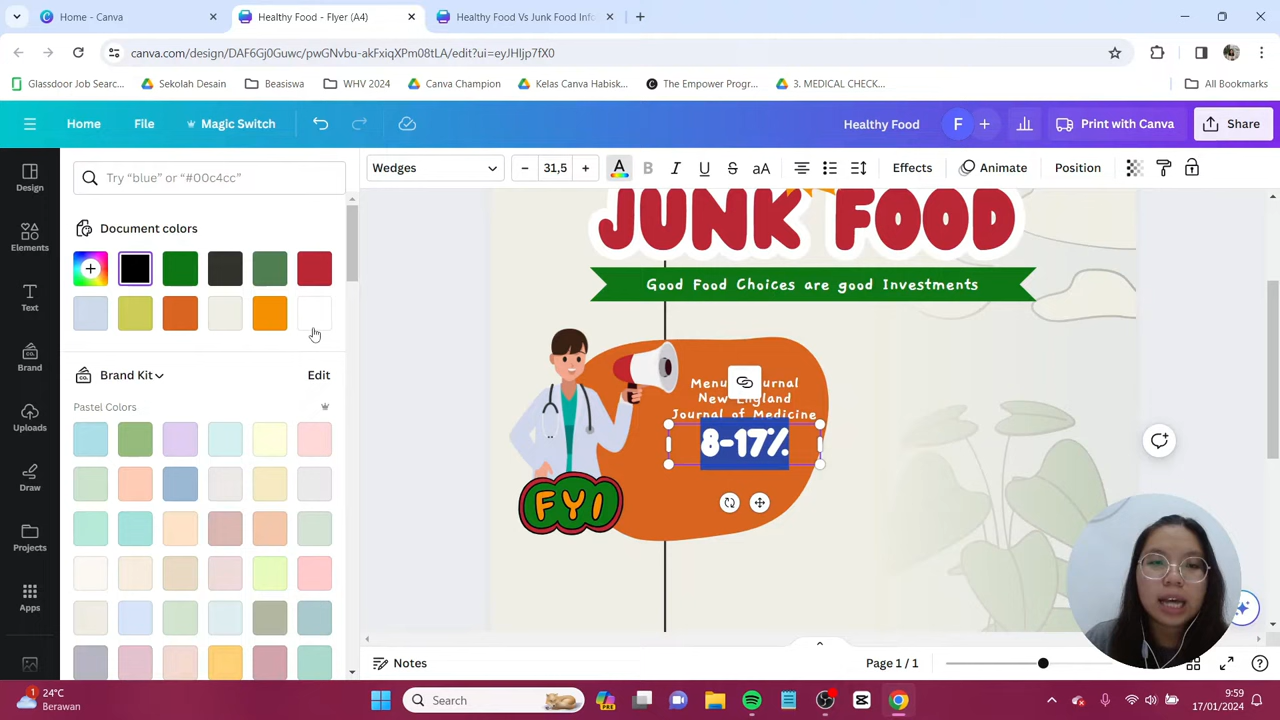 Home - Canva
Healthy Food - Flyer (A4)
Healthy Food Vs Junk Food Info
canva.com/design/DAF6Gj0Guwc/pwGNvbu-akFxiqXPm08tLA/edit?ui=eyJHIjp7fX0
Glassdoor Job Searc...
Sekolah Desain
Beasiswa
WHV 2024
Canva Champion
Kelas Canva Habisk...
The Empower Progr...
3. MEDICAL CHECK...
All Bookmarks
Home
File
Magic Switch
Healthy Food
F
Print with Canva
Share
Design
Elements
Text
Brand
Uploads
Draw
Projects
Apps
Try “blue” or “#00c4cc”
Document colors
Brand Kit
Edit
Pastel Colors
Wedges
31,5
A
B
I
U
S
aA
Effects
Animate
Position
JUNK FOOD
Good Food Choices are good Investments
New England
Journal of Medicine
8-17%
FYI
Notes
Page 1 / 1
1
24°C
Berawan
Search
9:59
17/01/2024